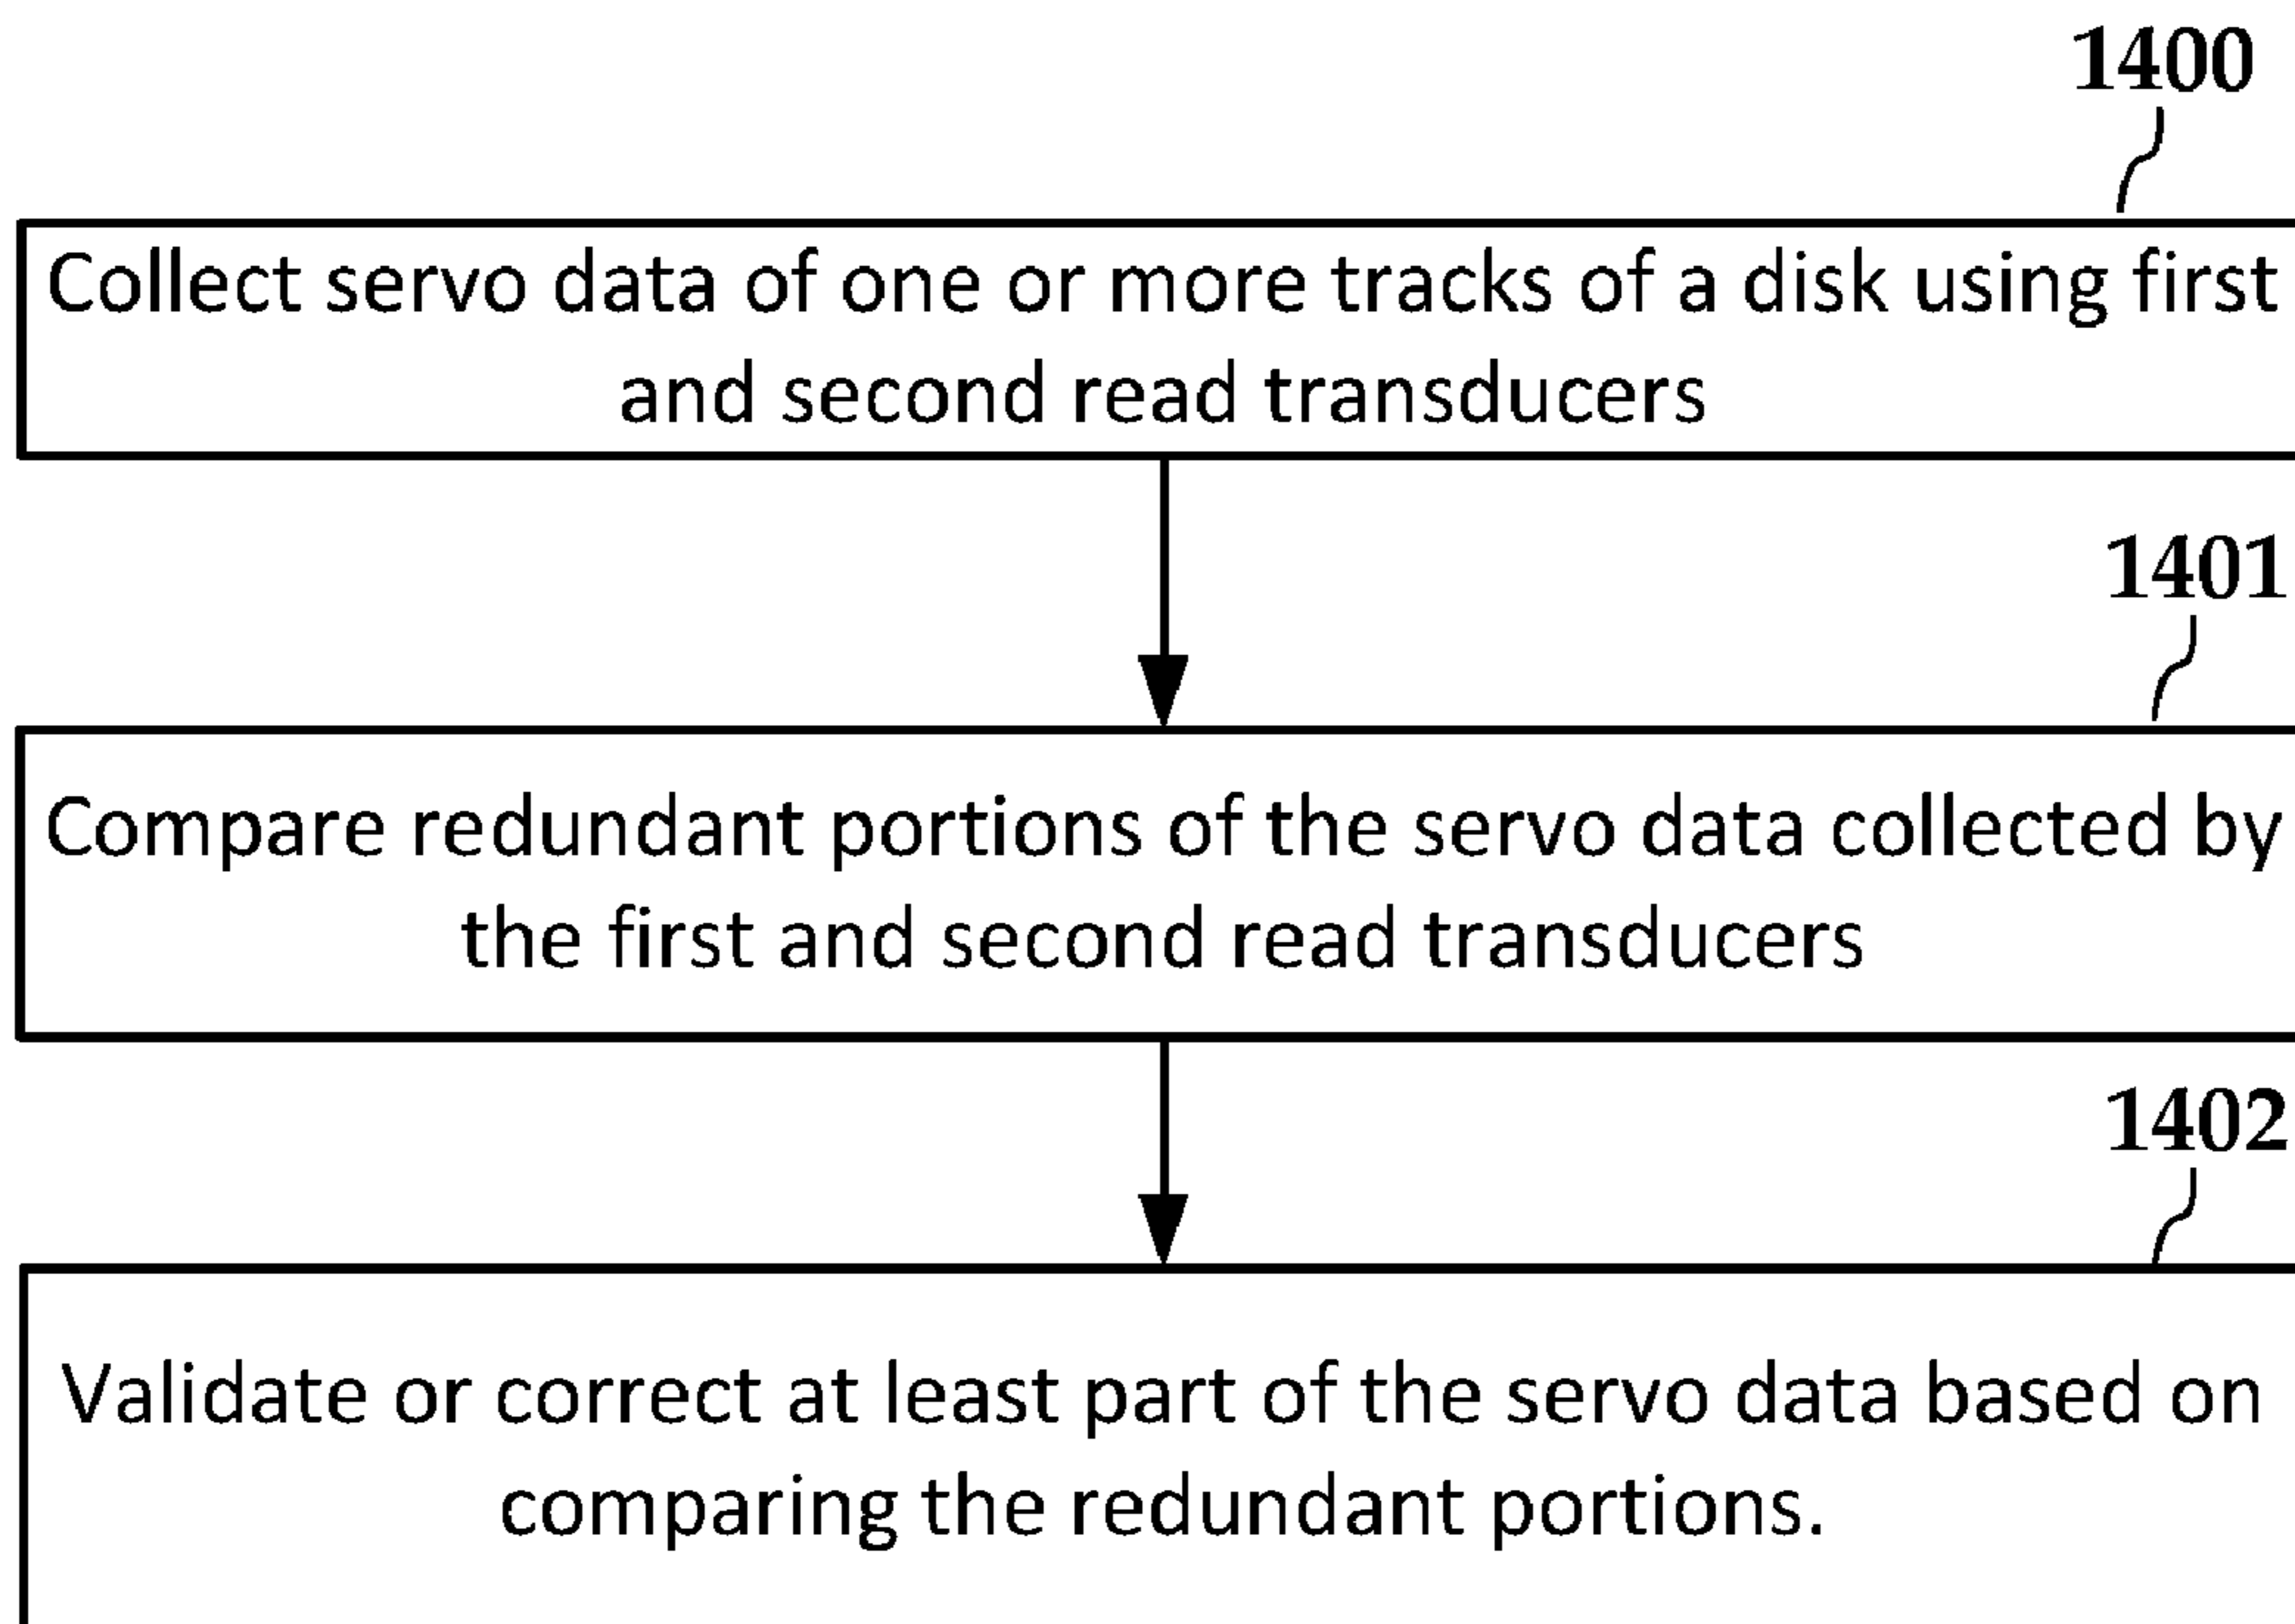 1400
Collect servo data of one or more tracks of a disk using first
and second read transducers
1401
Compare redundant portions of the servo data collected by
the first and second read transducers
1402
Validate or correct at least part of the servo data based on
comparing the redundant portions.